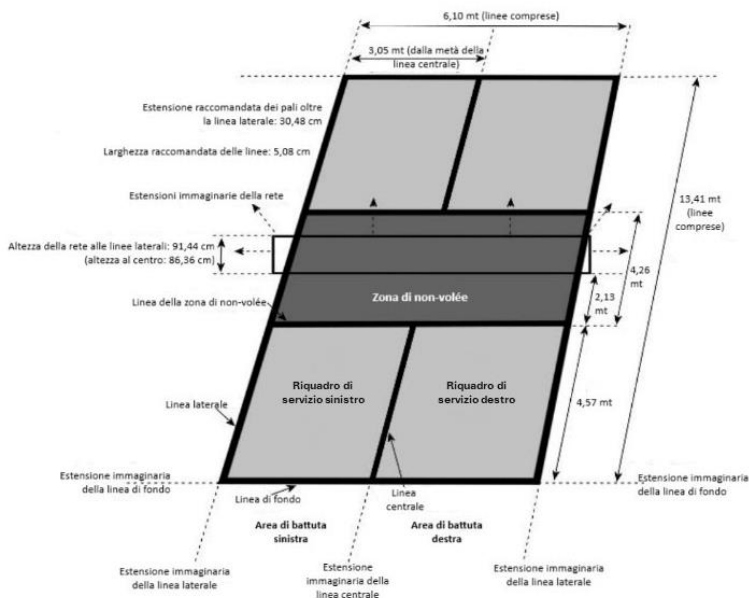 6,10 mt (linee comprese)
3,05 mt (dalla metà della
linea centrale)
Estensione raccomandata dei pali oltre
la linea laterale: 30,48 cm
Larghezza raccomandata delle linee: 5,08 cm
Estensioni immaginarie della rete
13,41 mt
(linee
comprese)
Altezza della rete alle linee laterali: 91,44 cm
(altezza al centro: 86,36 cm)
4,26
mt
Zona di non-volée
2,13
mt
Linea della zona di non-volée
Riquadro di
servizio sinistro
Riquadro di
servizio destro
4,57 mt
Linea laterale
Estensione immaginaria
della linea di fondo
Linea di fondo
Linea
centrale
Estensione immaginaria
della linea di fondo
Area di battuta
sinistra
Area di battuta
destra
Estensione immaginaria
della linea laterale
Estensione
immaginaria della
linea centrale
Estensione immaginaria
della linea laterale